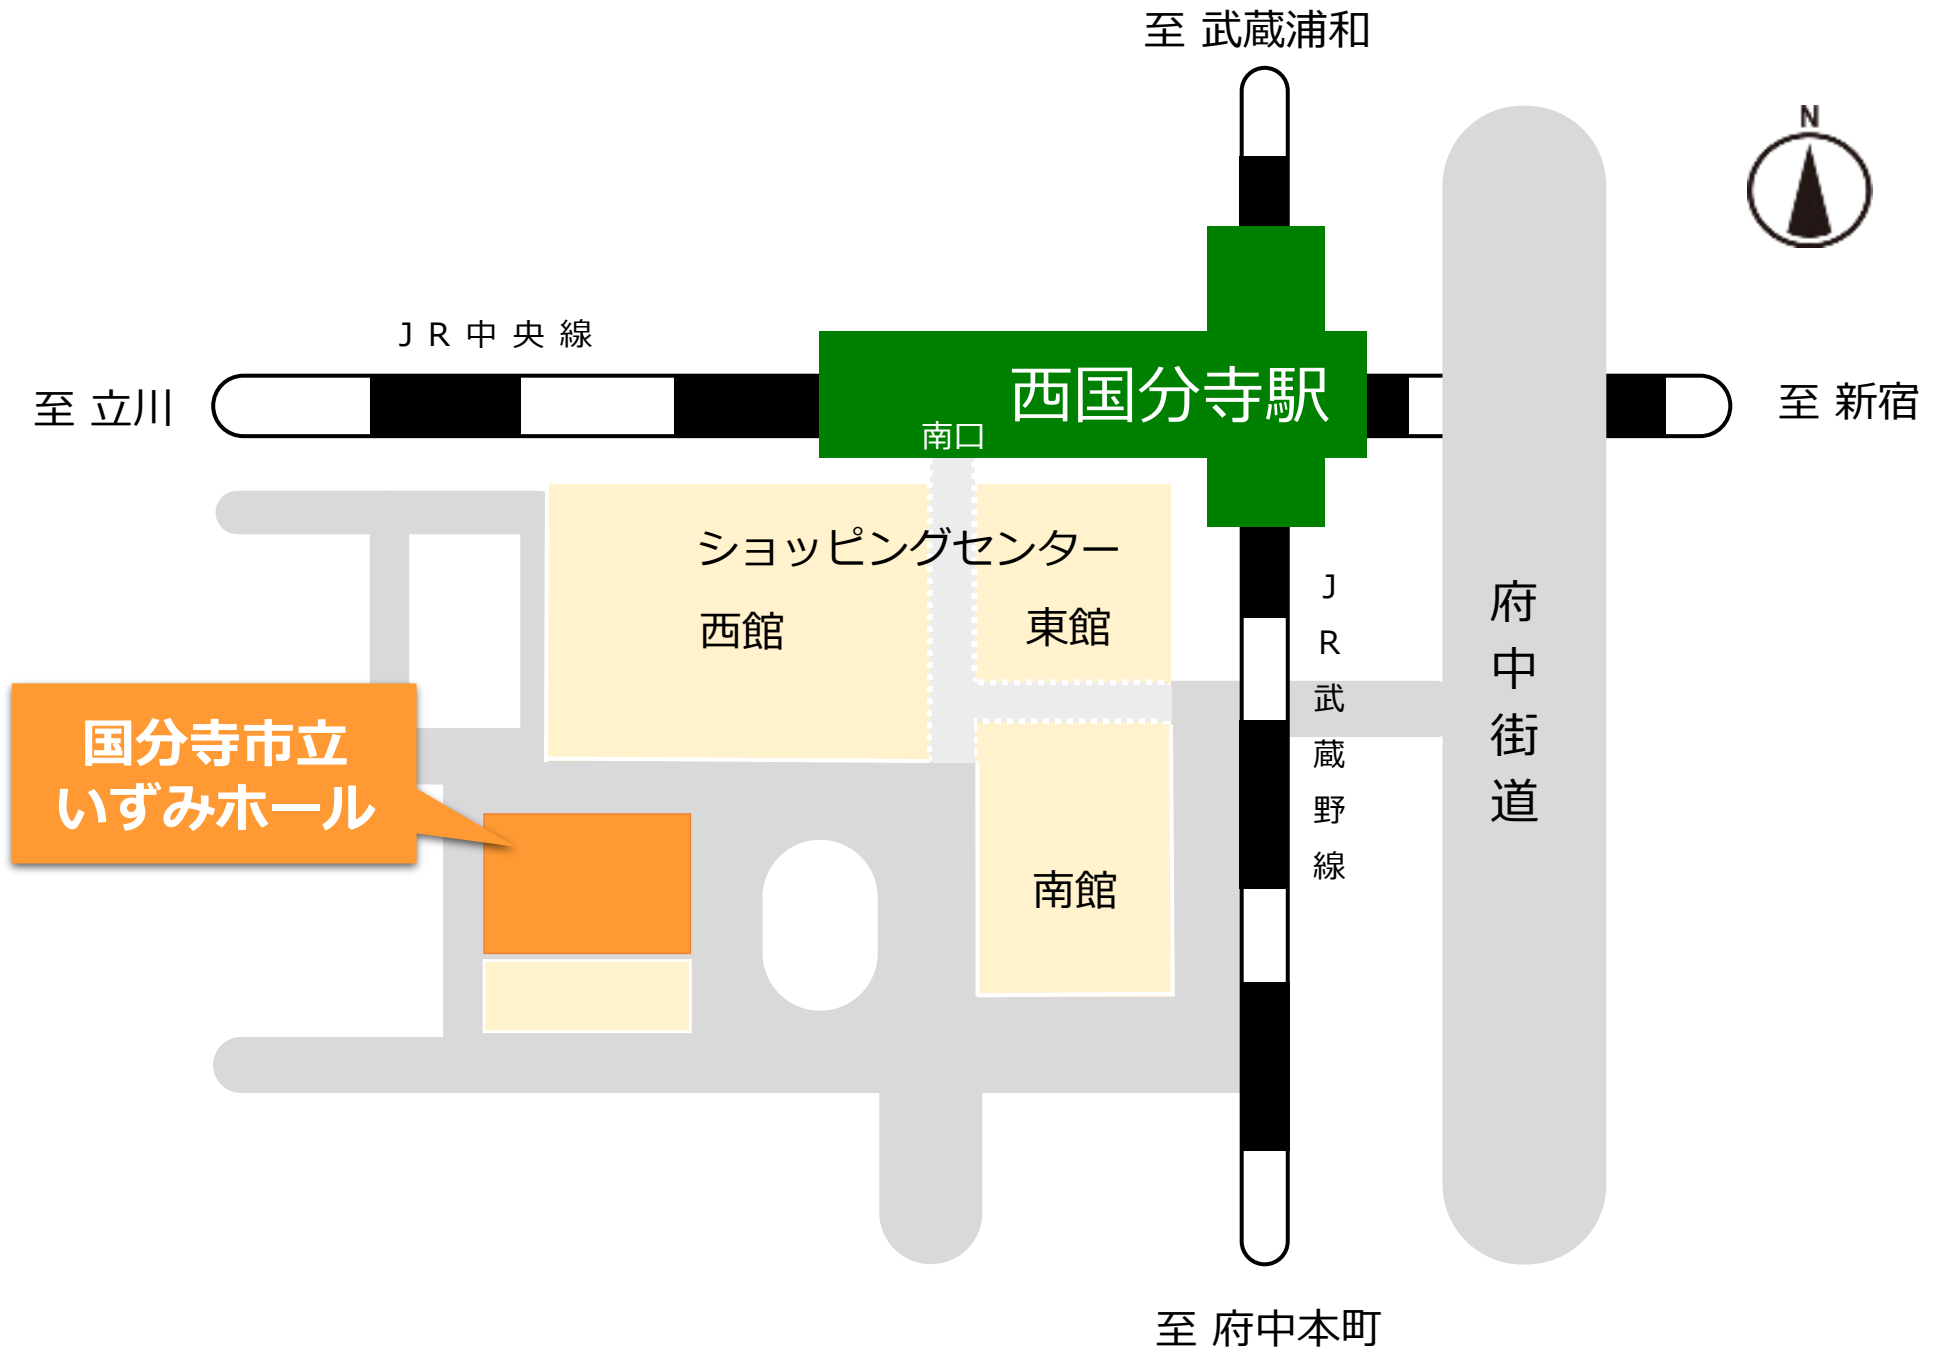 至 武蔵浦和
N
JR中央線
至 立川
西国分寺駅
南口
至 新宿
ショッピングセンター
西館
東館
JR武蔵野線
府中街道
国分寺市立
いずみホール
南館
至 府中本町